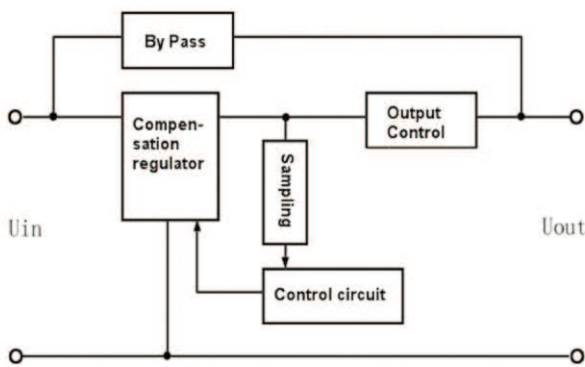 By Pass
Compen-
sation
regulator
Output
Control
Sampling
Uin
Uout
Control circuit